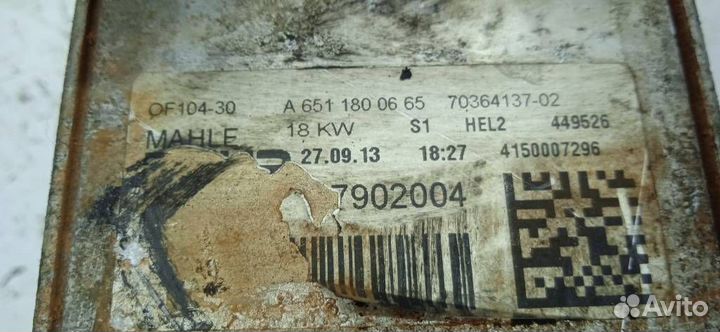 OF104-30 A 651 180 06 65 70364137-02
MAHLE 18 KW S1 HEL2 449526
27.09.13 18:27 4150007296
7902004
Avito